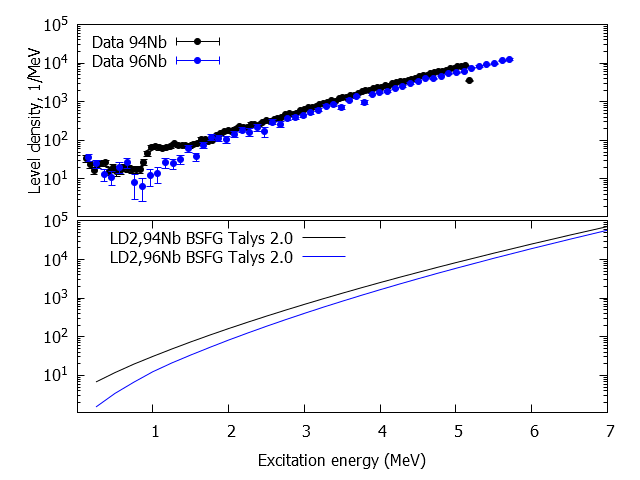 10^5
10^4
10^3
10^2
10^1
Level density, 1/MeV
Data 94Nb
Data 96Nb
10^5
10^4
10^3
10^2
10^1
LD2,94Nb BSFG Talys 2.0
LD2,96Nb BSFG Talys 2.0
1 2 3 4 5 6 7
Excitation energy (MeV)